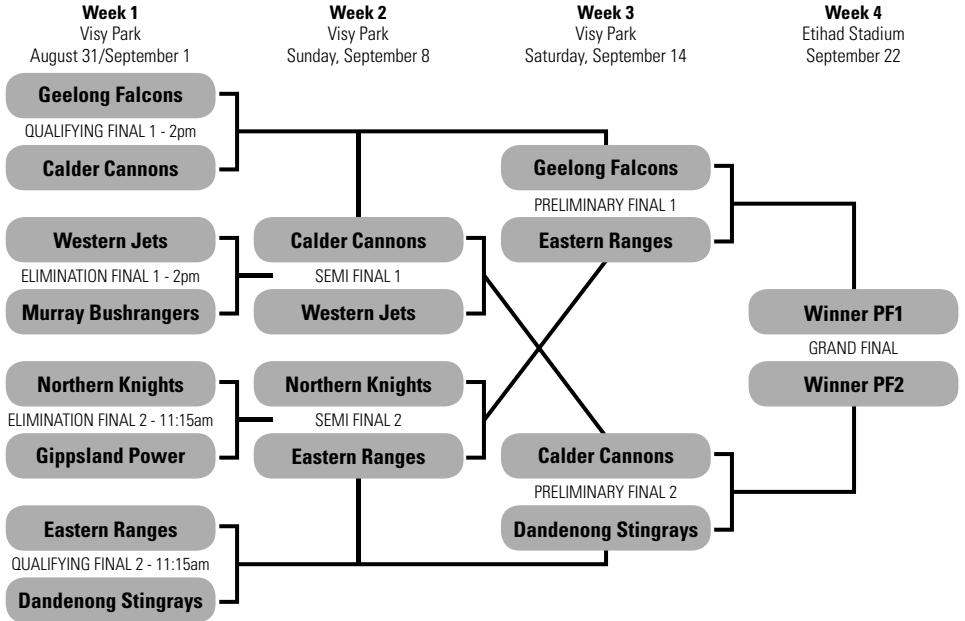 Week 1
Visy Park
August 31/September 1
Week 2
Visy Park
Sunday, September 8
Week 3
Visy Park
Saturday, September 14
Week 4
Etihad Stadium
September 22
Geelong Falcons
QUALIFYING FINAL 1 - 2pm
Calder Cannons
Western Jets
ELIMINATION FINAL 1 - 2pm
Murray Bushrangers
Northern Knights
ELIMINATION FINAL 2 - 11:15am
Gippsland Power
Eastern Ranges
QUALIFYING FINAL 2 - 11:15am
Dandenong Stingrays
Calder Cannons
SEMI FINAL 1
Western Jets
Northern Knights
SEMI FINAL 2
Eastern Ranges
Geelong Falcons
PRELIMINARY FINAL 1
Eastern Ranges
Calder Cannons
PRELIMINARY FINAL 2
Dandenong Stingrays
Winner PF1
GRAND FINAL
Winner PF2